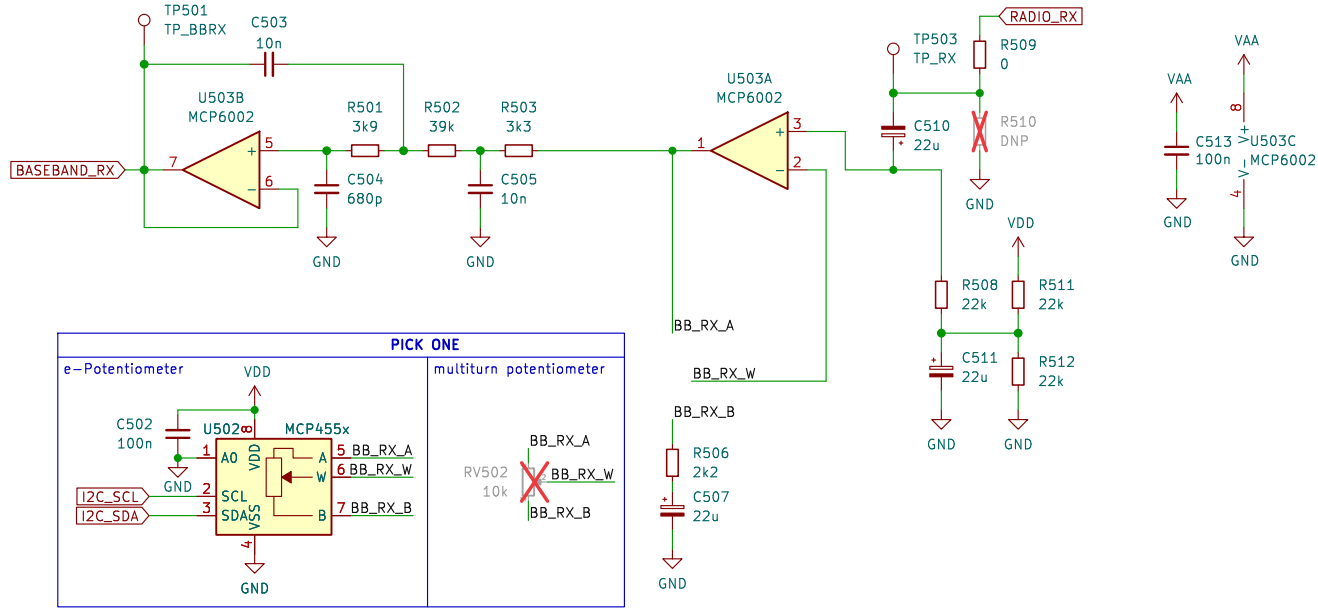 TP501
TP_BBRX
C503
10n
U503B
MCP6002
5
6
7
+
−
BASEBAND_RX
R501
3k9
R502
39k
R503
3k3
C504
680p
GND
C505
10n
GND
U503A
MCP6002
1
3
2
+
−
TP503
TP_RX
RADIO_RX
R509
0
C510
22u
+
R510
DNP
GND
VDD
R508
22k
R511
22k
C511
22u
+
R512
22k
GND
GND
VAA
C513
100n
GND
VAA
8
V+
V−
4
U503C
MCP6002
GND
BB_RX_A
BB_RX_W
BB_RX_B
R506
2k2
C507
22u
+
GND
PICK ONE
e-Potentiometer
multiturn potentiometer
VDD
C502
100n
GND
U502
MCP455x
8
VDD
1
A0
2
SCL
3
SDA
VSS
4
A
5
BB_RX_A
W
6
BB_RX_W
B
7
BB_RX_B
I2C_SCL
I2C_SDA
GND
BB_RX_A
RV502
10k
BB_RX_W
BB_RX_B